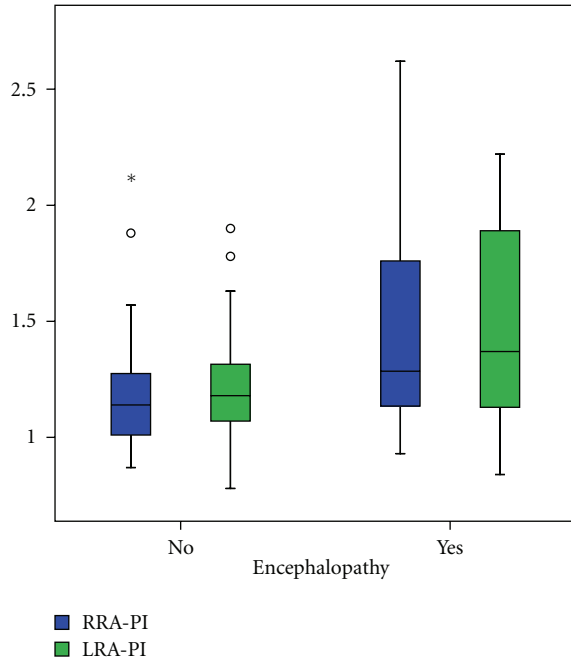 2.5
2
*
1.5
1
No Yes
Encephalopathy
RRA-PI
LRA-PI